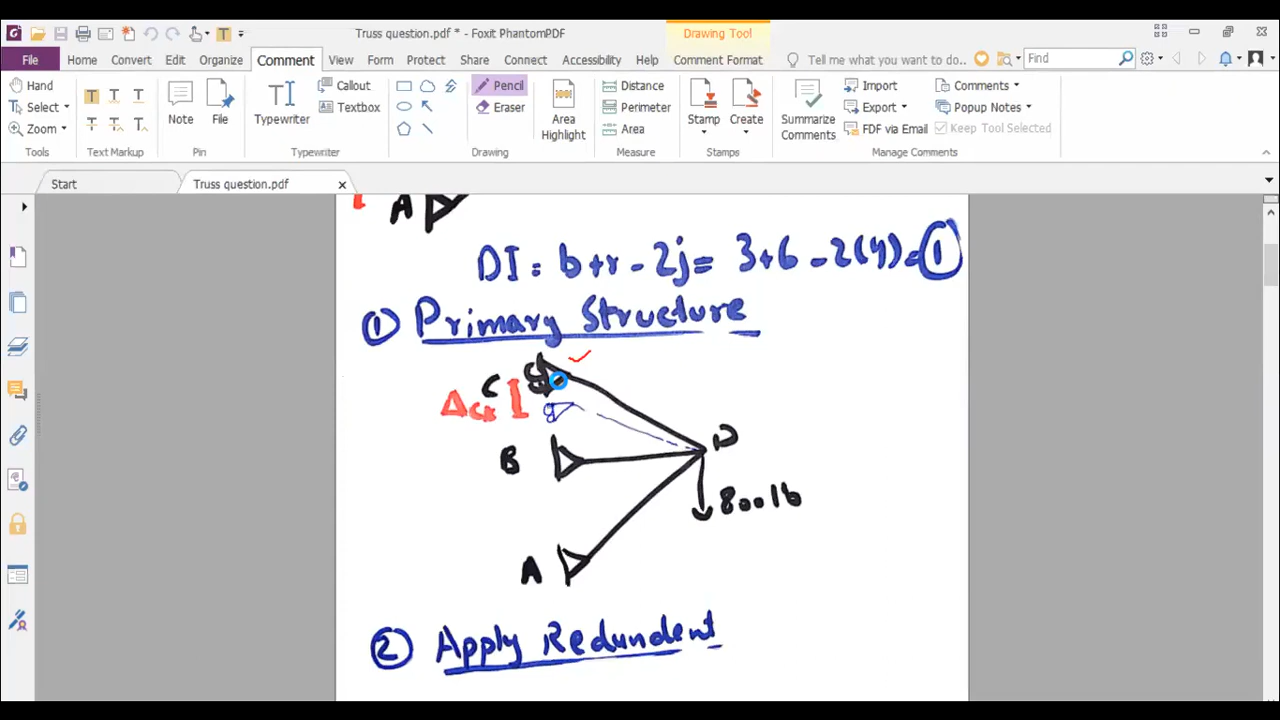 Truss question.pdf * - Foxit PhantomPDF
Drawing Tool
File
Home
Convert
Edit
Organize
Comment
View
Form
Protect
Share
Connect
Accessibility
Help
Comment Format
Tell me what you want to do..
Find
Hand
Select
Zoom
Tools
T T T
T T T
Text Markup
Note
File
Pin
Typewriter
Callout
Textbox
Typewriter
Pencil
Eraser
Area Highlight
Drawing
Distance
Perimeter
Area
Measure
Stamp
Create
Stamps
Summarize Comments
Import
Export
FDF via Email
Comments
Popup Notes
Keep Tool Selected
Manage Comments
Start
Truss question.pdf
A
DI = b+r - 2j = 3+6 - 2(4) = 1
① Primary Structure
C
D
B
800 lb
A
② Apply Redundent